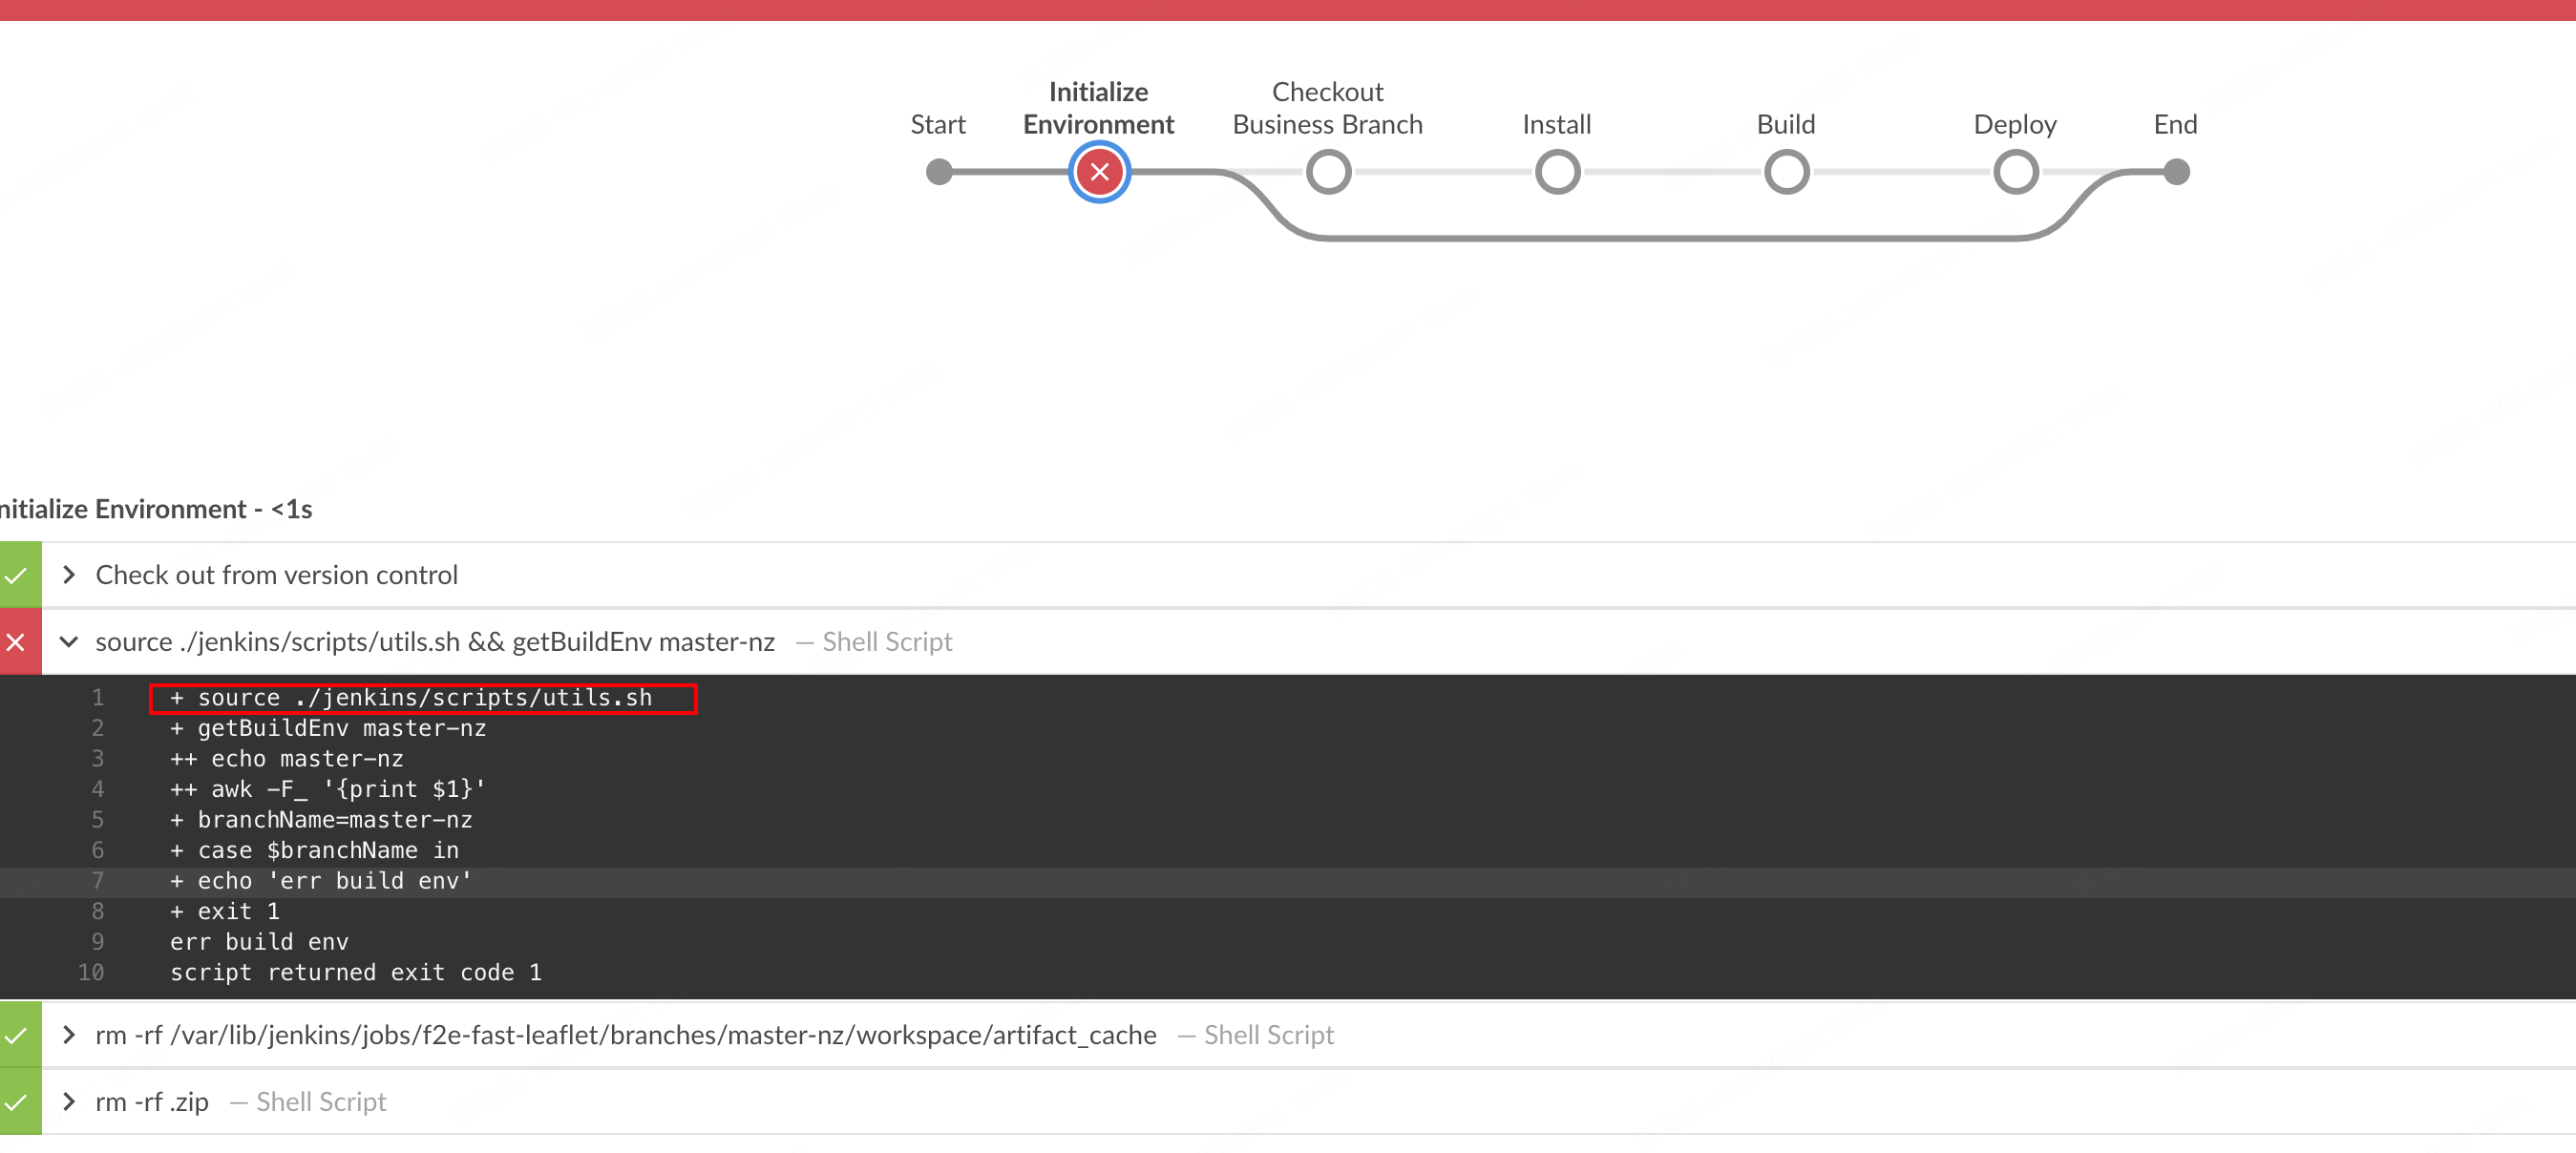 Start
Initialize
Environment
Checkout
Business Branch
Install
Build
Deploy
End
nitialize Environment - <1s
Check out from version control
source ./jenkins/scripts/utils.sh && getBuildEnv master-nz — Shell Script
1 + source ./jenkins/scripts/utils.sh
2 + getBuildEnv master-nz
3 ++ echo master-nz
4 ++ awk -F_ '{print $1}'
5 + branchName=master-nz
6 + case $branchName in
7 + echo 'err build env'
8 + exit 1
9 err build env
10 script returned exit code 1
rm -rf /var/lib/jenkins/jobs/f2e-fast-leaflet/branches/master-nz/workspace/artifact_cache — Shell Script
rm -rf .zip — Shell Script